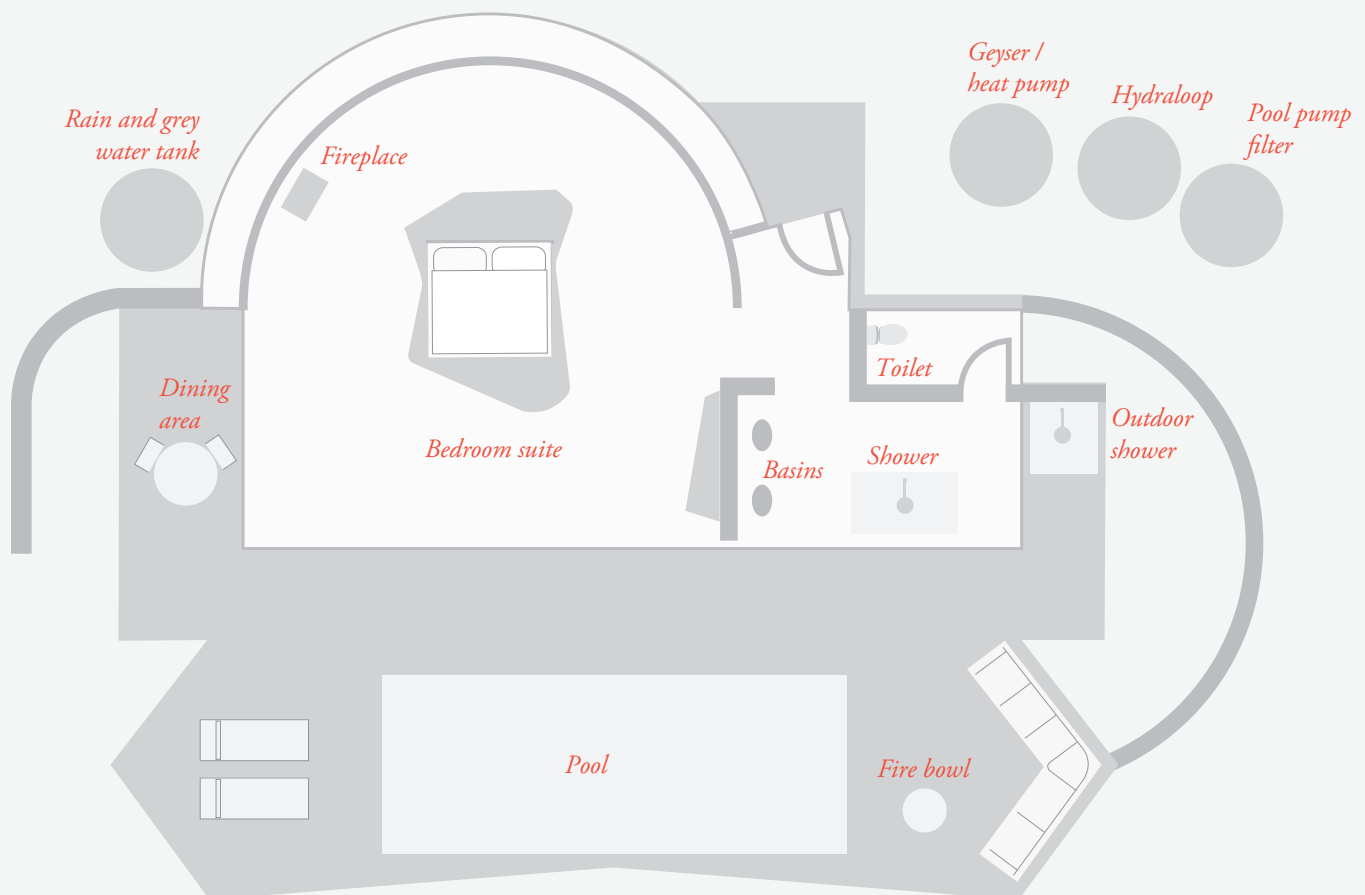 Geyser /
heat pump
Hydraloop
Pool pump
filter
Rain and grey
water tank
Fireplace
Toilet
Dining
area
Outdoor
shower
Bedroom suite
Basins
Shower
Pool
Fire bowl